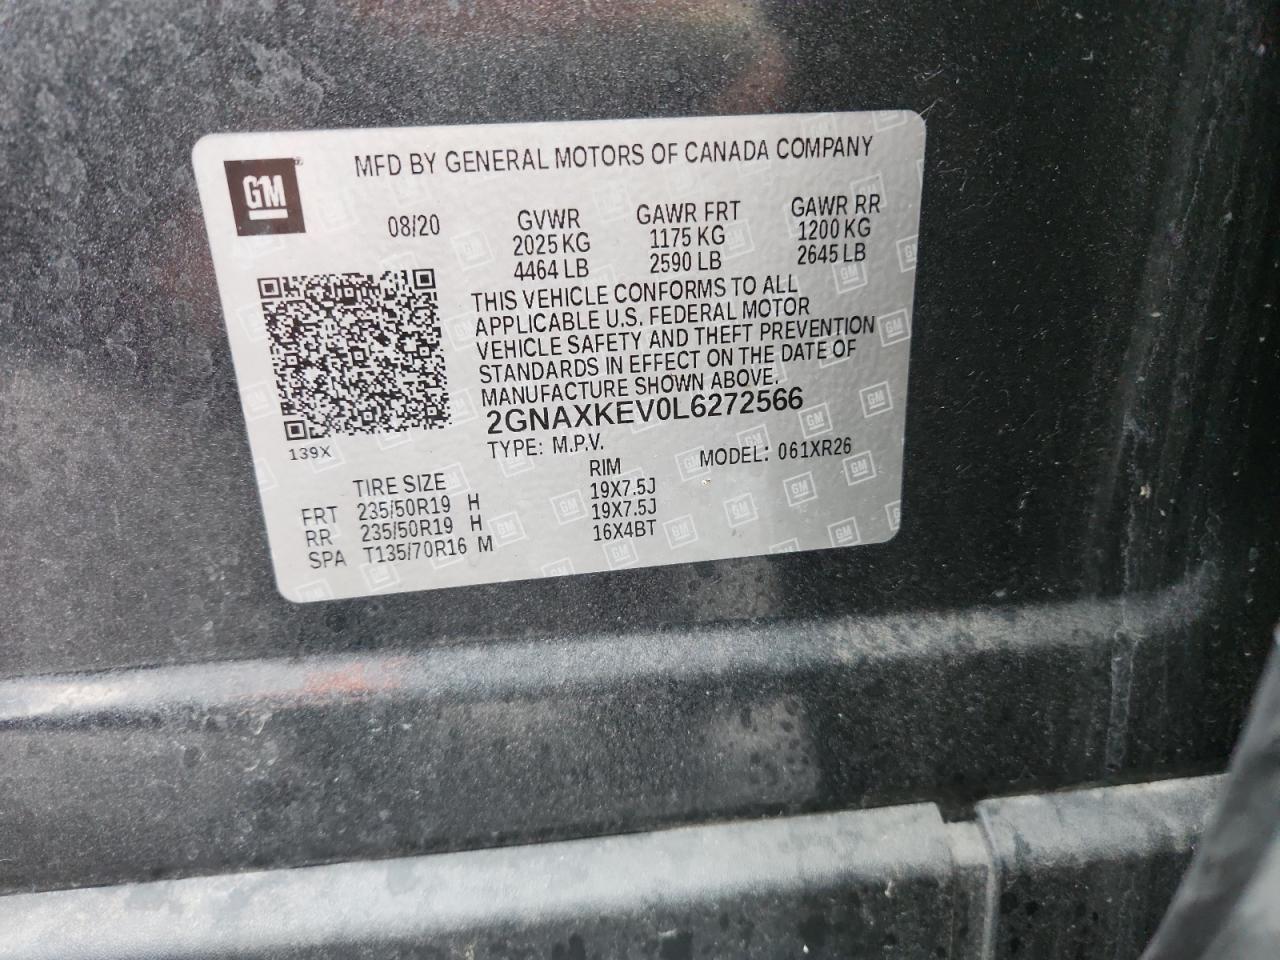 GM
MFD BY GENERAL MOTORS OF CANADA COMPANY
08/20 GVWR GAWR FRT GAWR RR
2025 KG 1175 KG 1200 KG
4464 LB 2590 LB 2645 LB
THIS VEHICLE CONFORMS TO ALL
APPLICABLE U.S. FEDERAL MOTOR
VEHICLE SAFETY AND THEFT PREVENTION
STANDARDS IN EFFECT ON THE DATE OF
MANUFACTURE SHOWN ABOVE.
2GNAXKEV0L6272566
139X
TYPE: M.P.V. MODEL: 061XR26
TIRE SIZE RIM
FRT 235/50R19 H 19X7.5J
RR 235/50R19 H 19X7.5J
SPA T135/70R16 M 16X4BT